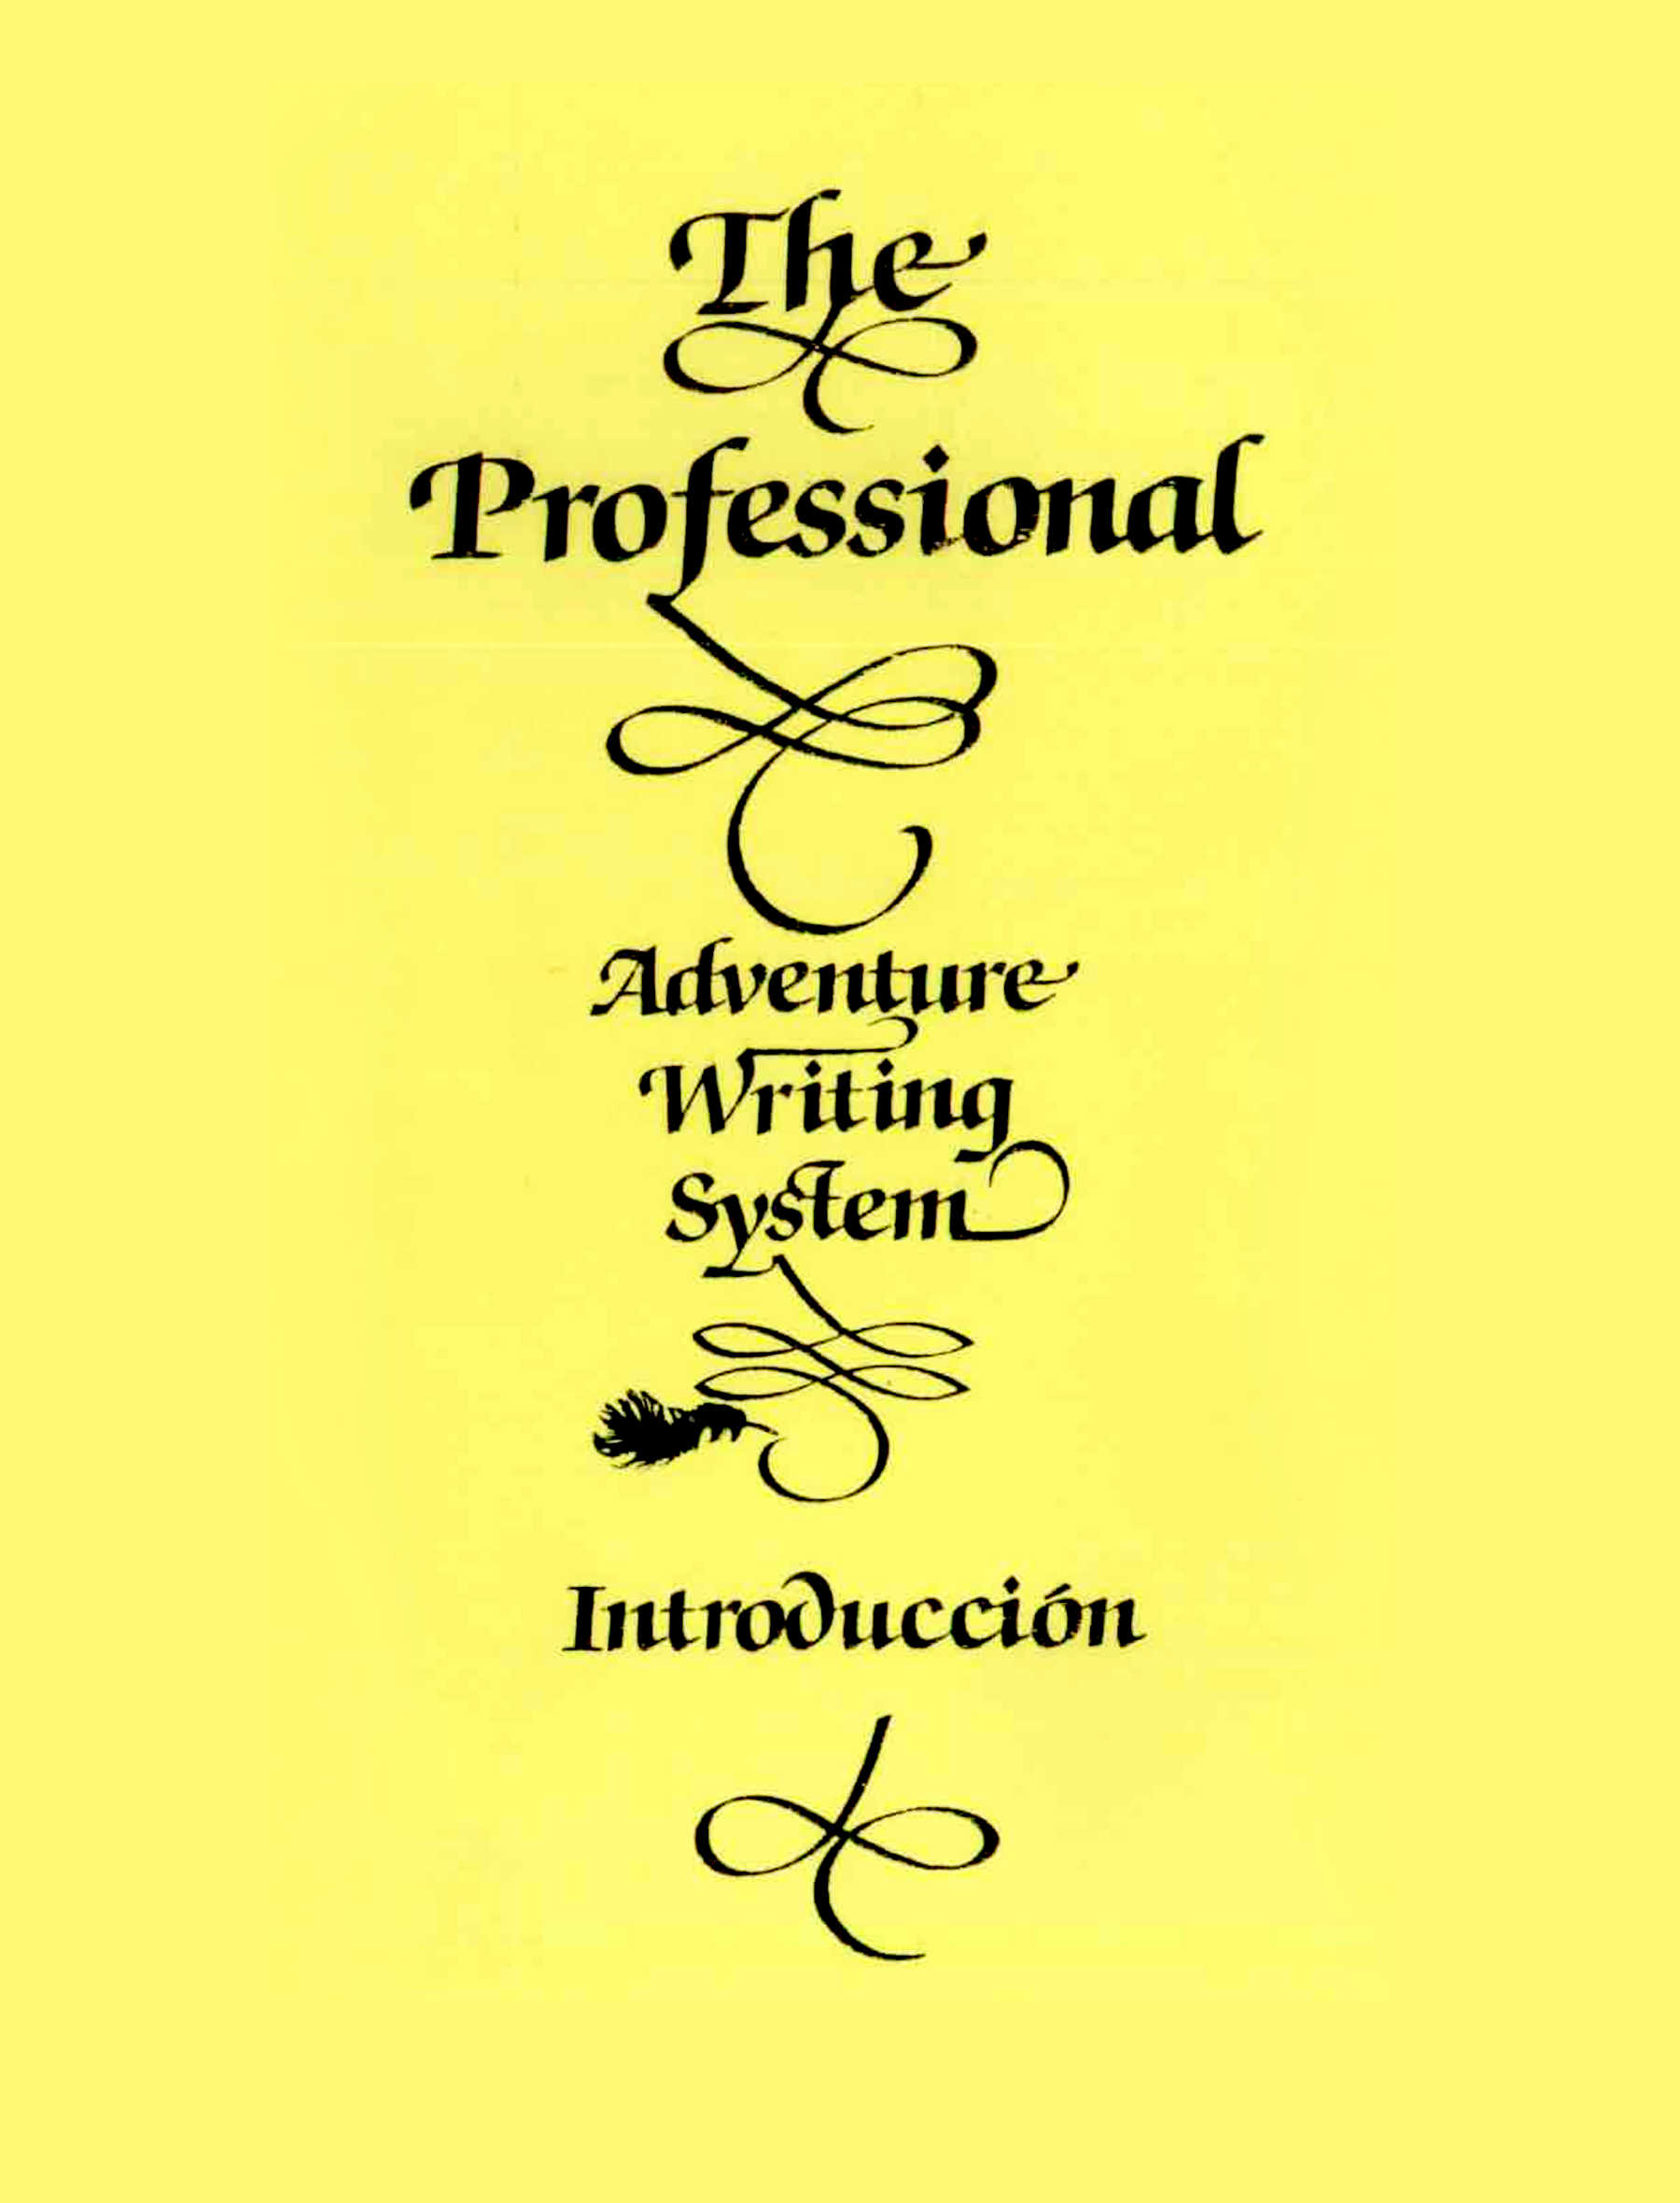 The
Professional
Adventure
Writing
System
Introducción